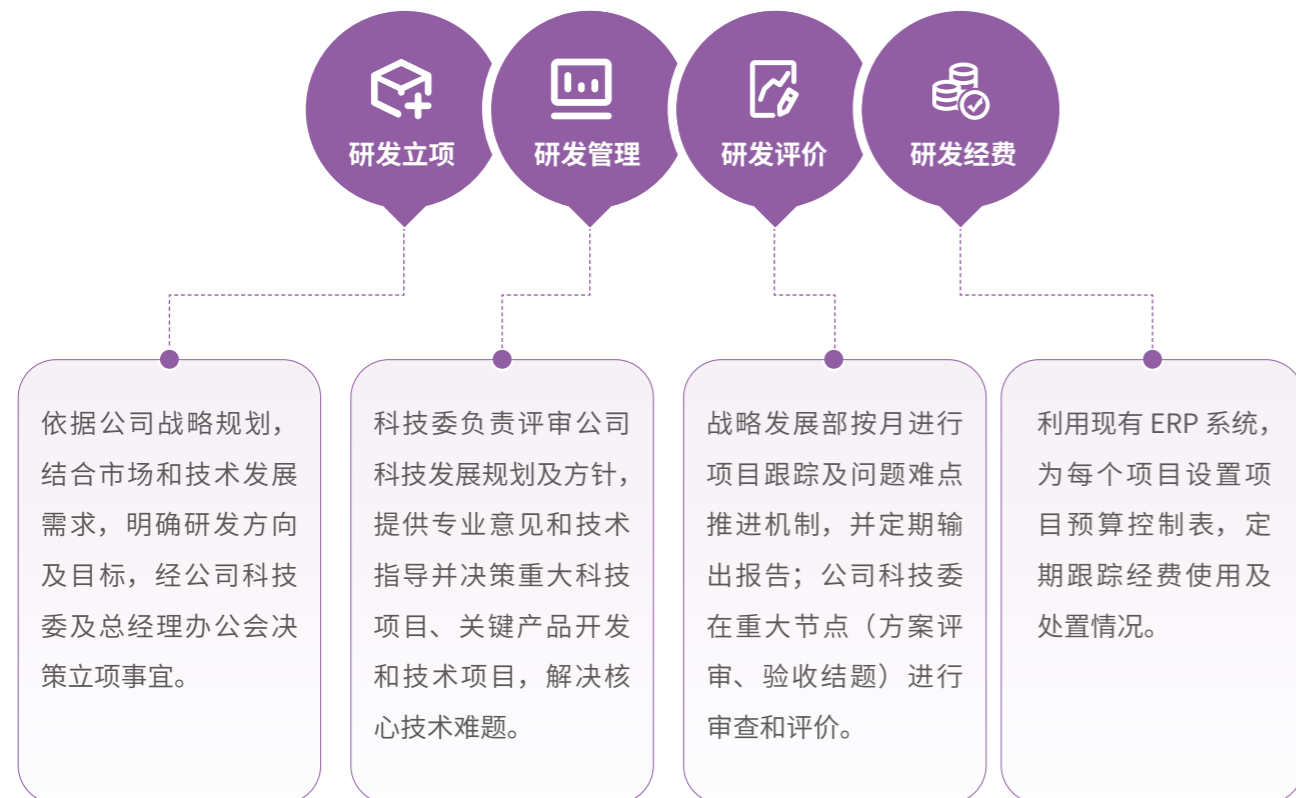 研发立项
研发管理
研发评价
研发经费
依据公司战略规划，
结合市场和技术发展
需求，明确研发方向
及目标，经公司科技
委及总经理办公会决
策立项事宜。
科技委负责评审公司
科技发展规划及方针，
提供专业意见和技术
指导并决策重大科技
项目、关键产品开发
和技术项目，解决核
心技术难题。
战略发展部按月进行
项目跟踪及问题难点
推进机制，并定期输
出报告；公司科技委
在重大节点（方案评
审、验收结题）进行
审查和评价。
利用现有 ERP 系统，
为每个项目设置项
目预算控制表，定
期跟踪经费使用及
处置情况。